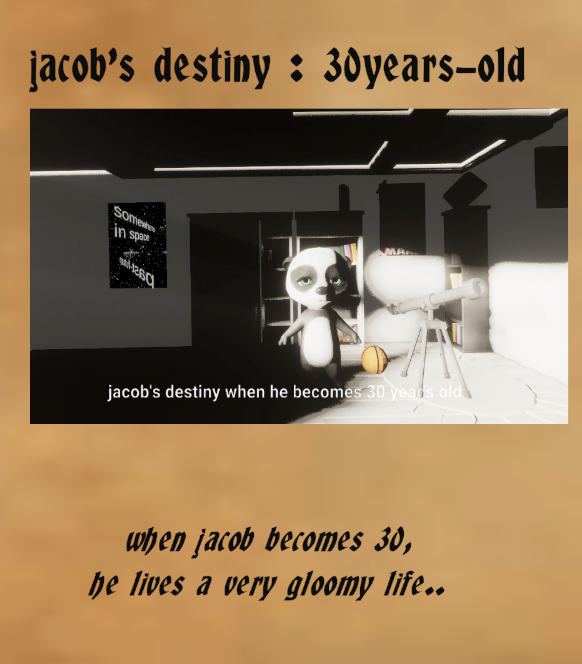 jacob's destiny : 30years-old
Somewhere
in space
jacob's destiny when he becomes 30 years old
when jacob becomes 30,
he lives a very gloomy life..